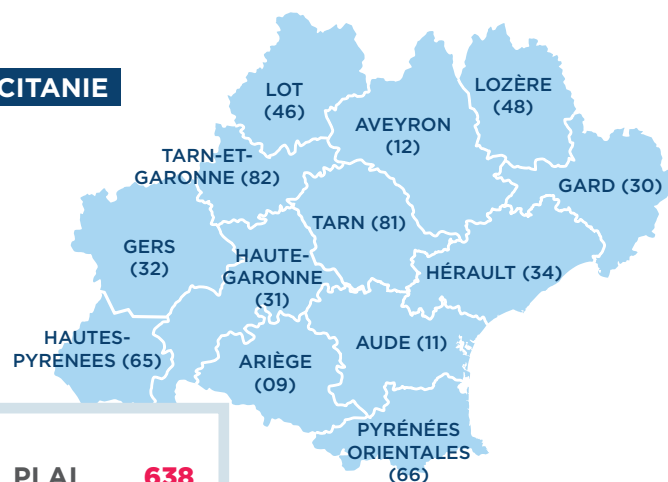 CITANIE
LOT
(46)
LOZÈRE
(48)
AVEYRON
(12)
TARN-ET-
GARONNE (82)
GARD (30)
TARN (81)
GERS
(32)
HAUTE-
GARONNE
(31)
HÉRAULT (34)
HAUTES-
PYRENEES (65)
AUDE (11)
ARIÈGE
(09)
PYRÉNÉES
ORIENTALES
(66)
PLAI 638